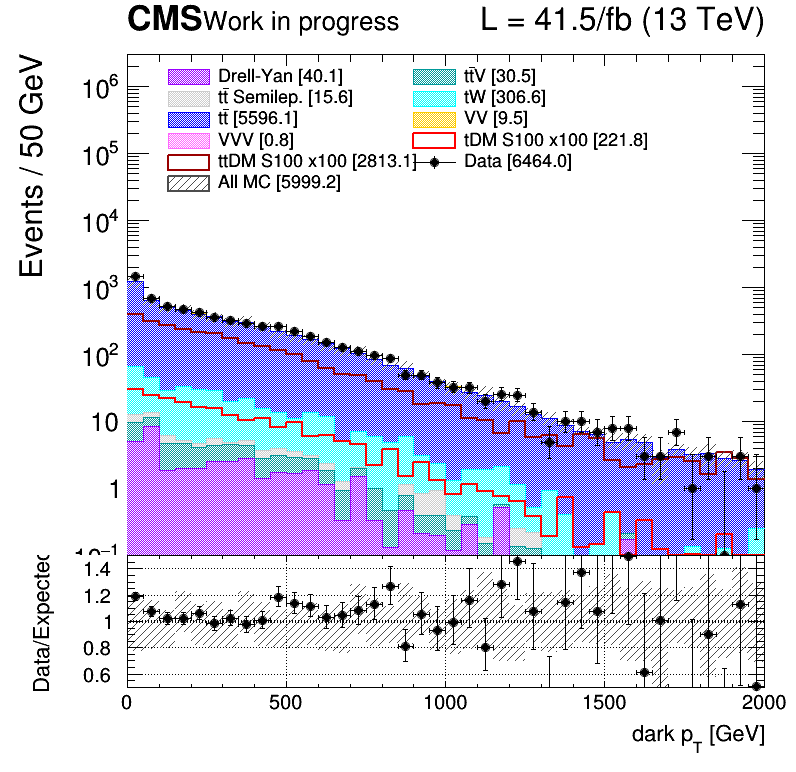 CMS Work in progress L = 41.5/fb (13 TeV)
Events / 50 GeV
Drell-Yan [40.1] tt̄V [30.5]
tt̄ Semilep. [15.6] tW [306.6]
tt̄ [5596.1] VV [9.5]
VVV [0.8] tDM S100 x100 [221.8]
ttDM S100 x100 [2813.1] Data [6464.0]
All MC [5999.2]
10⁶
10⁵
10⁴
10³
10²
10
1
10⁻¹
Data/Expected
1.4
1.2
1
0.8
0.6
0 500 1000 1500 2000
dark p_T [GeV]